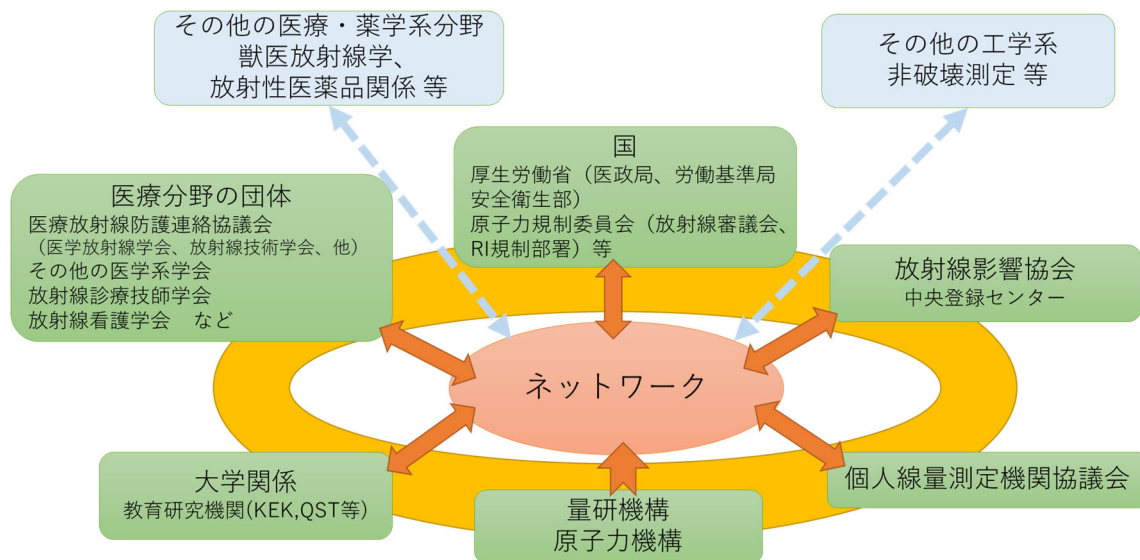 その他の医療・薬学系分野
獣医放射線学、
放射性医薬品関係 等
その他の工学系
非破壊測定 等
国
厚生労働省（医政局、労働基準局
安全衛生部）
原子力規制委員会（放射線審議会、
RI規制部署）等
医療分野の団体
医療放射線防護連絡協議会
（医学放射線学会、放射線技術学会、他）
その他の医学系学会
放射線診療技師学会
放射線看護学会　など
放射線影響協会
中央登録センター
ネットワーク
大学関係
教育研究機関(KEK,QST等)
量研機構
原子力機構
個人線量測定機関協議会